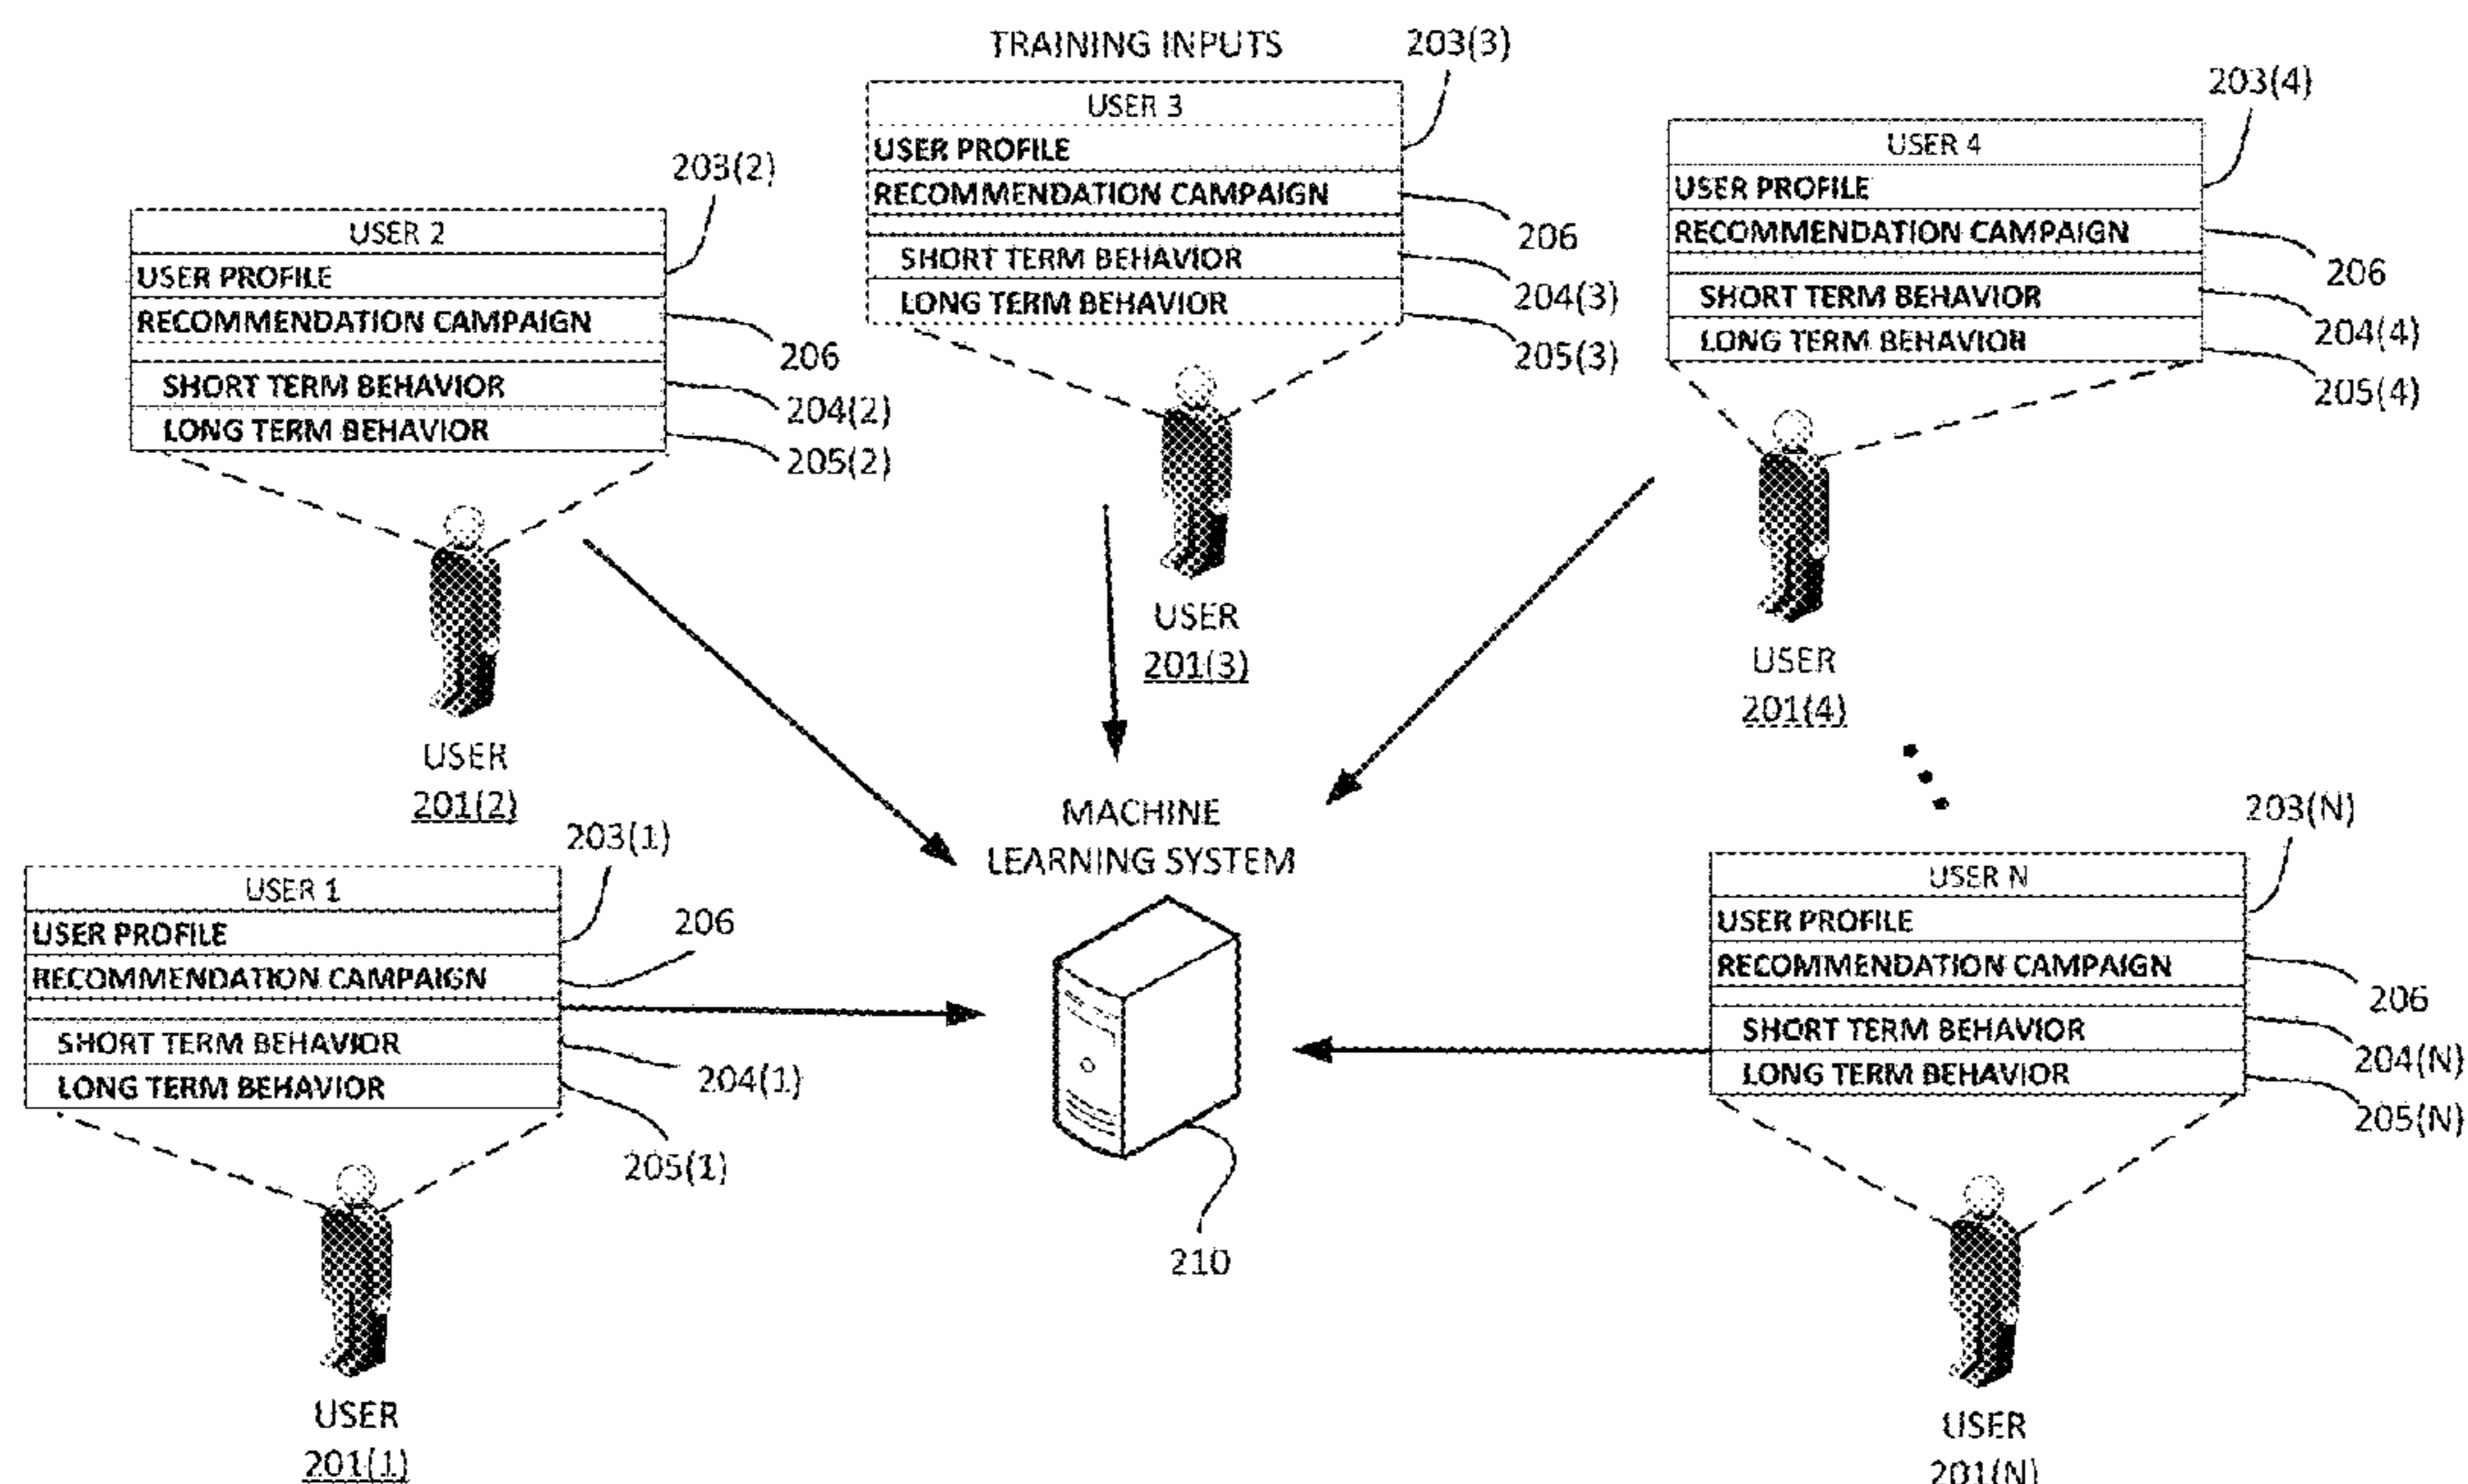 TRAINING INPUTS
203(3)
USER 3
USER PROFILE
RECOMMENDATION CAMPAIGN
SHORT TERM BEHAVIOR
LONG TERM BEHAVIOR
206
204(3)
205(3)
USER
201(3)
203(4)
USER 4
USER PROFILE
RECOMMENDATION CAMPAIGN
SHORT TERM BEHAVIOR
LONG TERM BEHAVIOR
206
204(4)
205(4)
USER
201(4)
203(2)
USER 2
USER PROFILE
RECOMMENDATION CAMPAIGN
SHORT TERM BEHAVIOR
LONG TERM BEHAVIOR
206
204(2)
205(2)
USER
201(2)
MACHINE
LEARNING SYSTEM
210
203(1)
USER 1
USER PROFILE
RECOMMENDATION CAMPAIGN
SHORT TERM BEHAVIOR
LONG TERM BEHAVIOR
206
204(1)
205(1)
USER
201(1)
203(N)
USER N
USER PROFILE
RECOMMENDATION CAMPAIGN
SHORT TERM BEHAVIOR
LONG TERM BEHAVIOR
206
204(N)
205(N)
USER
201(N)